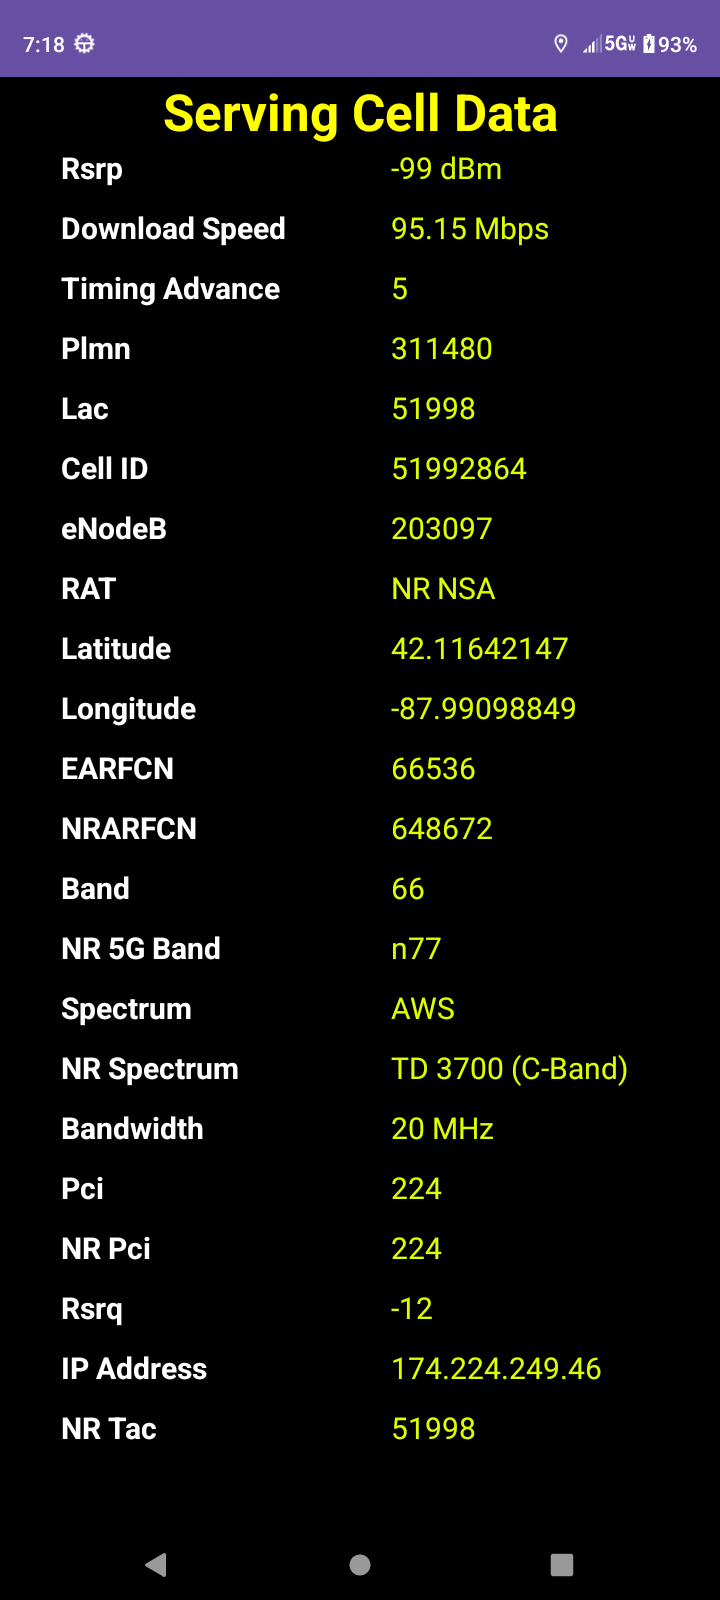 7:18 5G UW 93%
Serving Cell Data
Rsrp -99 dBm
Download Speed 95.15 Mbps
Timing Advance 5
Plmn 311480
Lac 51998
Cell ID 51992864
eNodeB 203097
RAT NR NSA
Latitude 42.11642147
Longitude -87.99098849
EARFCN 66536
NRARFCN 648672
Band 66
NR 5G Band n77
Spectrum AWS
NR Spectrum TD 3700 (C-Band)
Bandwidth 20 MHz
Pci 224
NR Pci 224
Rsrq -12
IP Address 174.224.249.46
NR Tac 51998